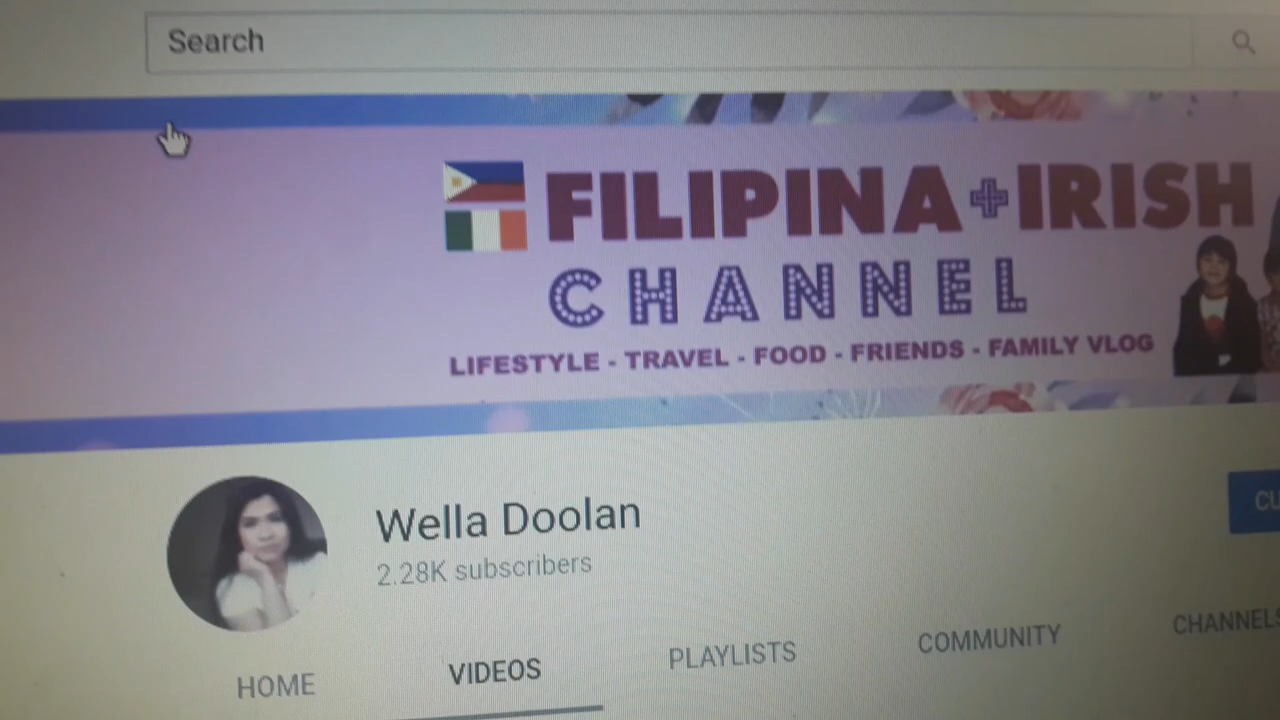 Search
FILIPINA+IRISH
CHANNEL
LIFESTYLE - TRAVEL - FOOD - FRIENDS - FAMILY VLOG
Wella Doolan
2.28K subscribers
HOME VIDEOS PLAYLISTS COMMUNITY CHANNELS